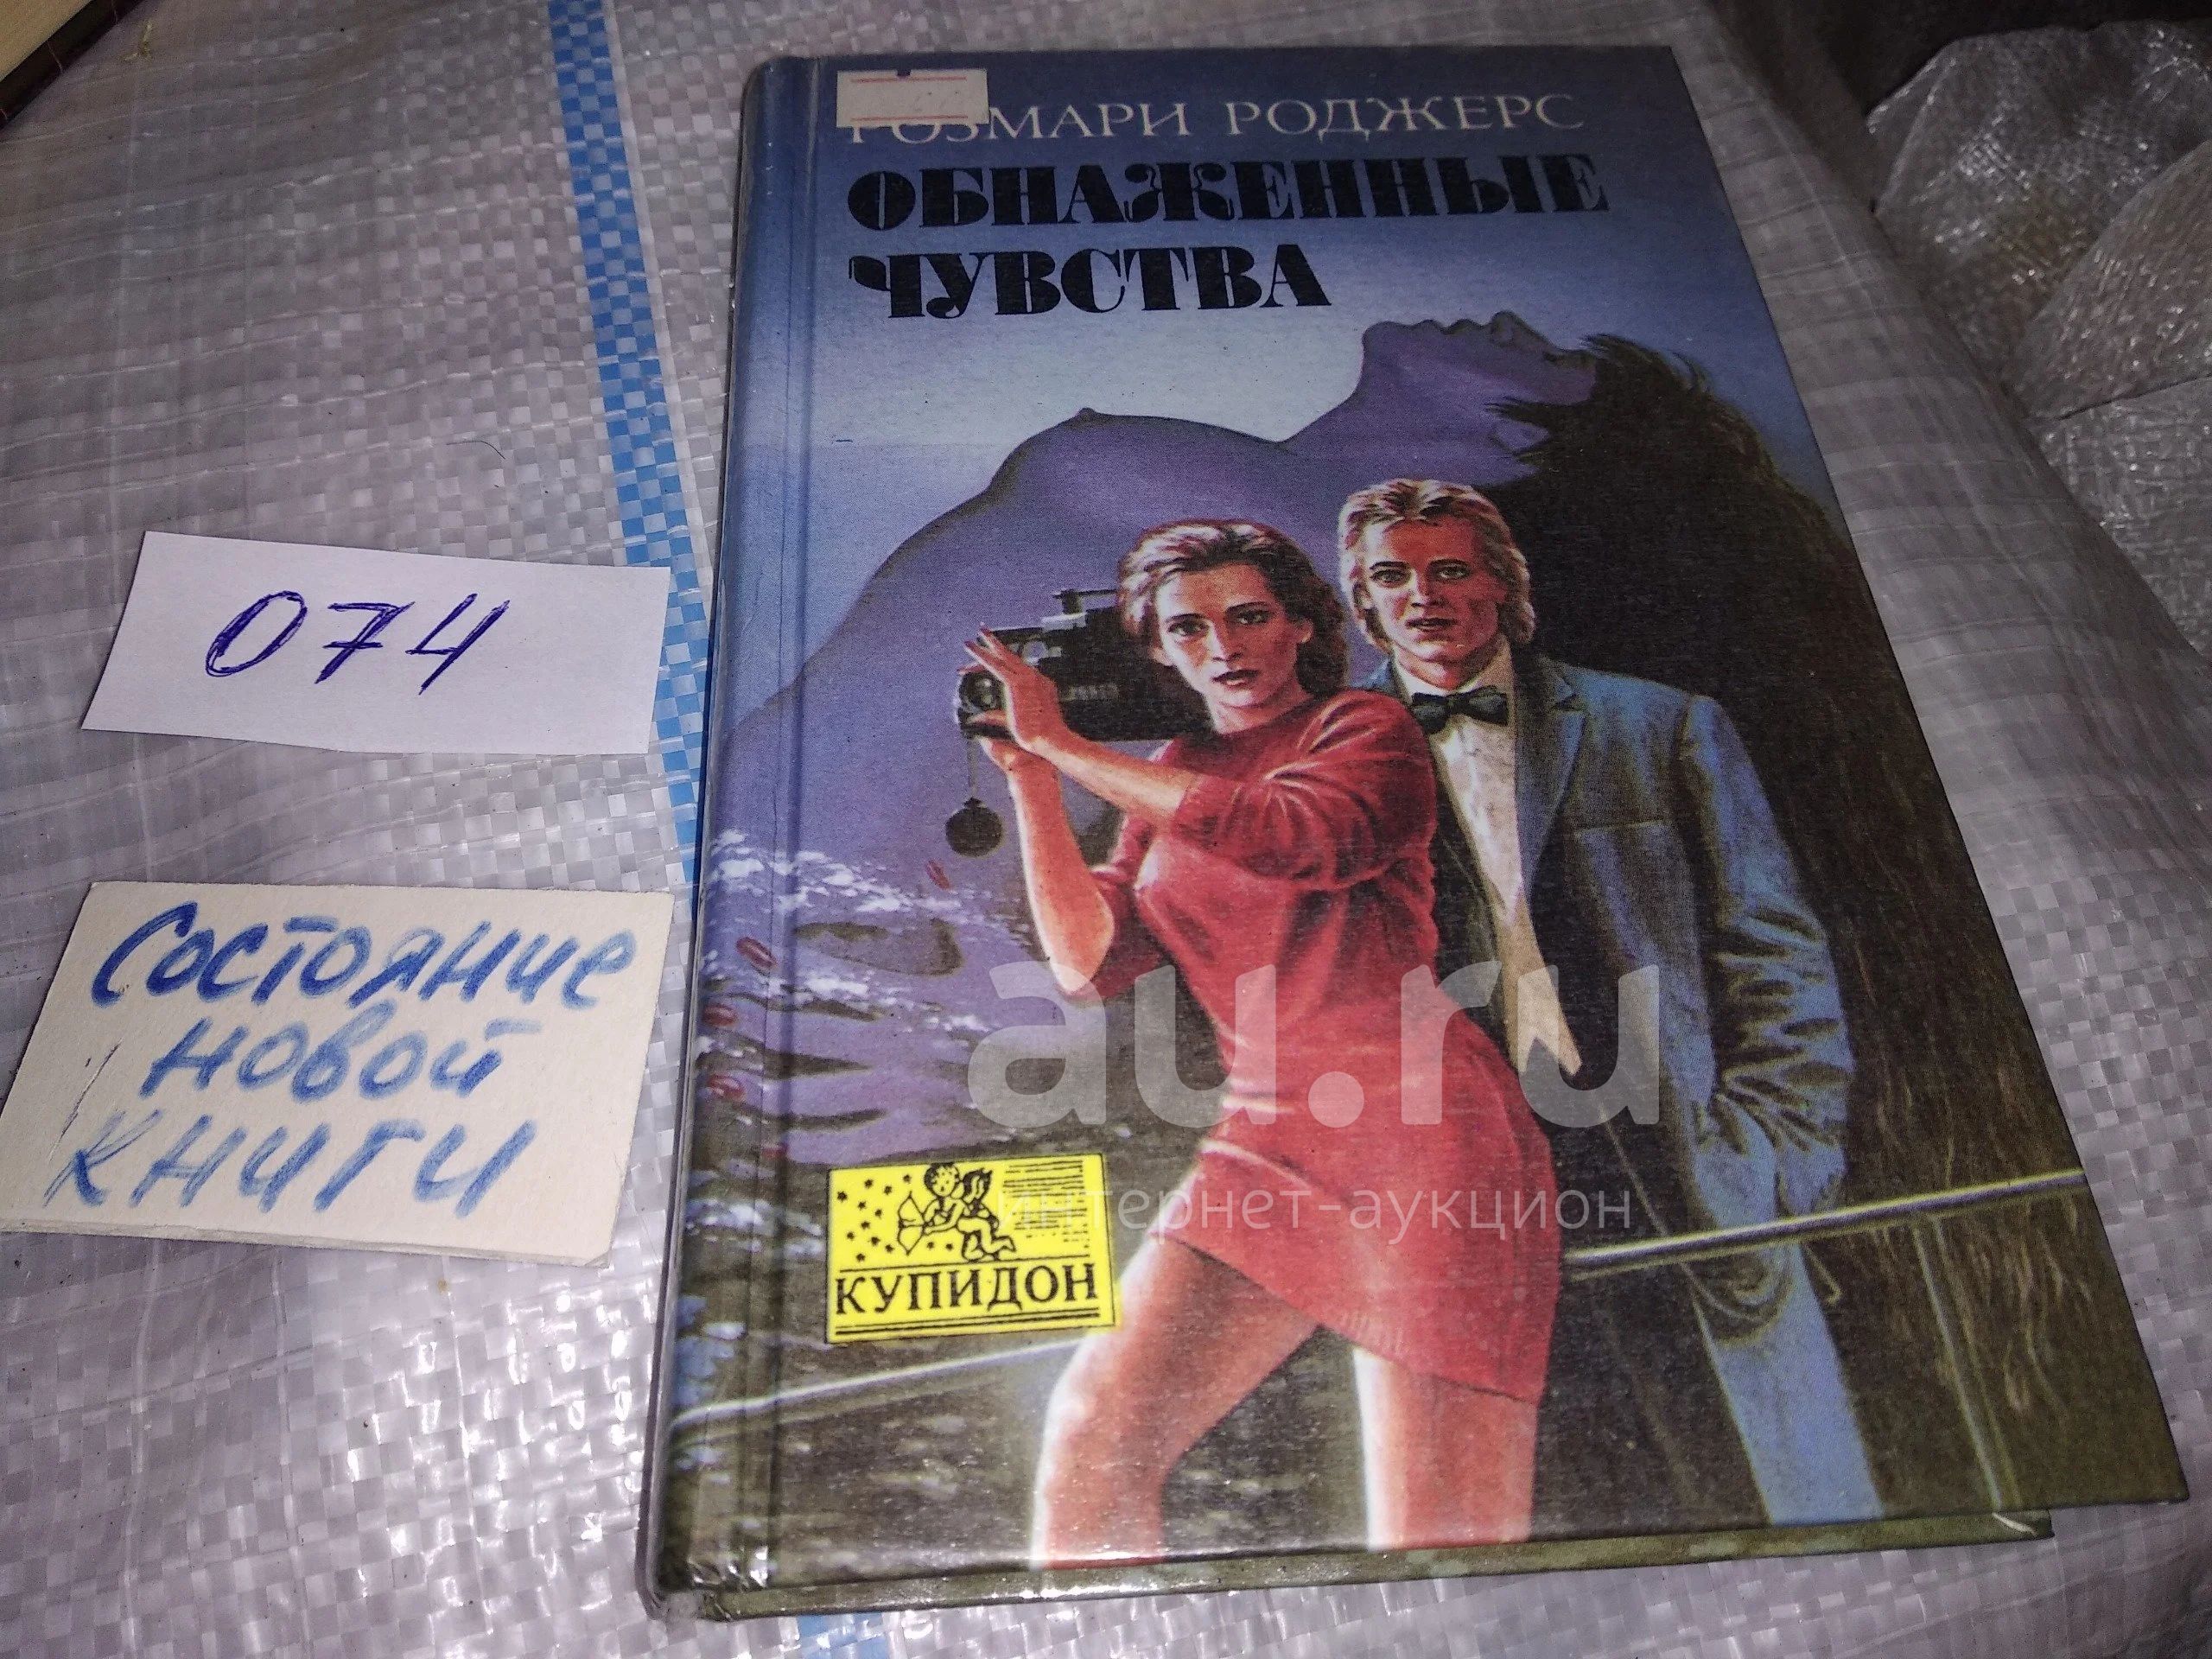 РОЗМАРИ РОДЖЕРС
ОБНАЖЕННЫЕ
ЧУВСТВА
074
Состояние
новой
книги
au.ru
интернет-аукцион
КУПИДОН